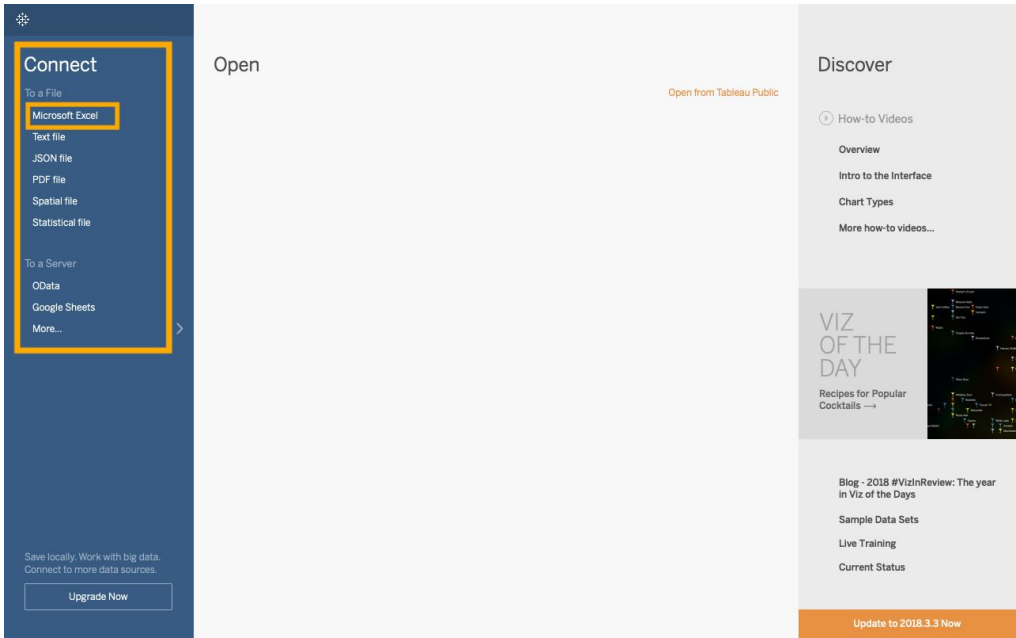 Connect
To a File
Microsoft Excel
Text file
JSON file
PDF file
Spatial file
Statistical file
To a Server
OData
Google Sheets
More...
Save locally. Work with big data.
Connect to more data sources.
Upgrade Now
Open
Open from Tableau Public
Discover
How-to Videos
Overview
Intro to the Interface
Chart Types
More how-to videos...
VIZ
OF THE
DAY
Recipes for Popular
Cocktails →
Blog - 2018 #VizInReview: The year
in Viz of the Days
Sample Data Sets
Live Training
Current Status
Update to 2018.3.3 Now